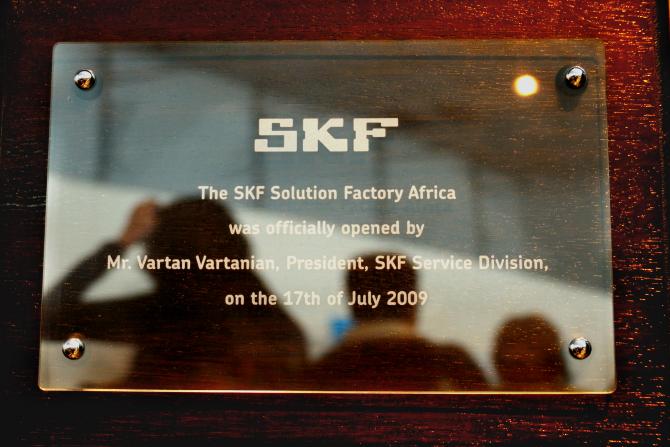 SKF
The SKF Solution Factory Africa
was officially opened by
Mr. Vartan Vartanian, President, SKF Service Division,
on the 17th of July 2009